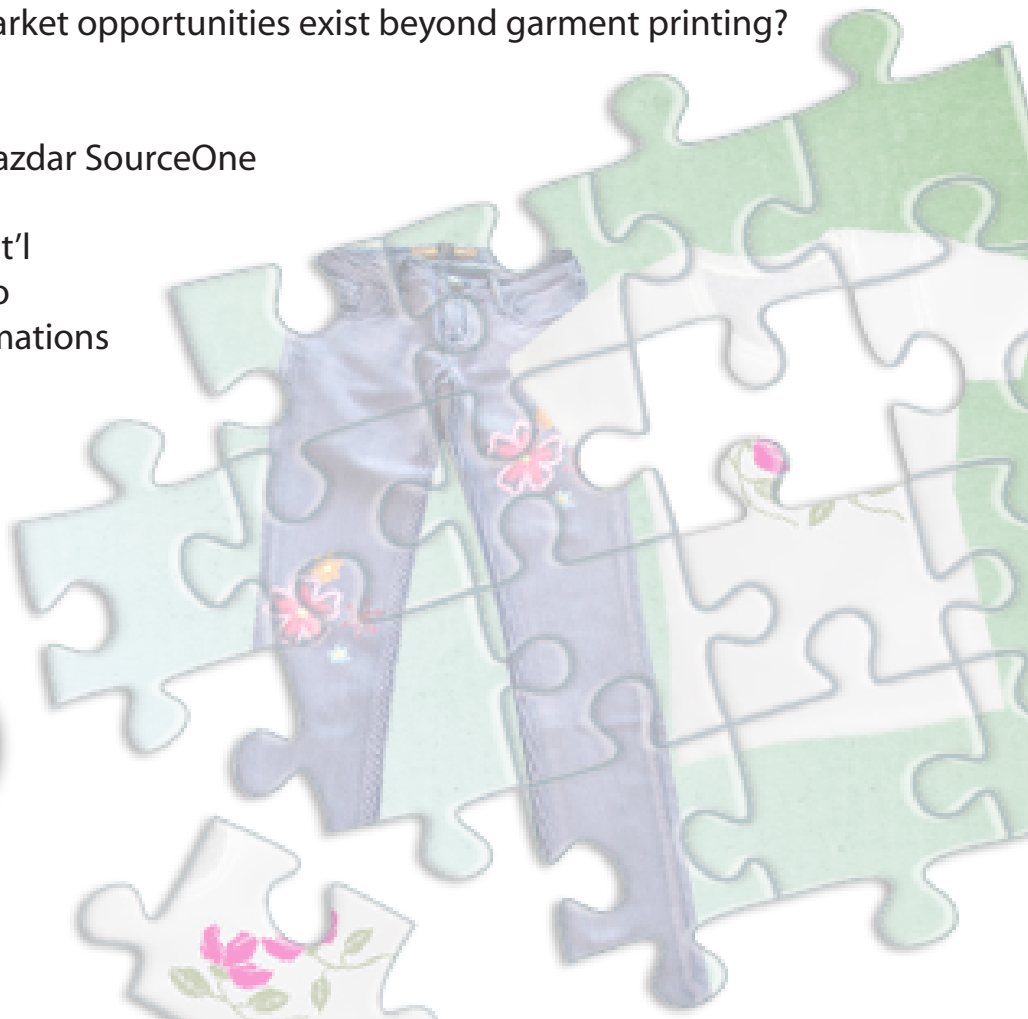 arket opportunities exist beyond garment printing?
azdar SourceOne
t'l
o
nations